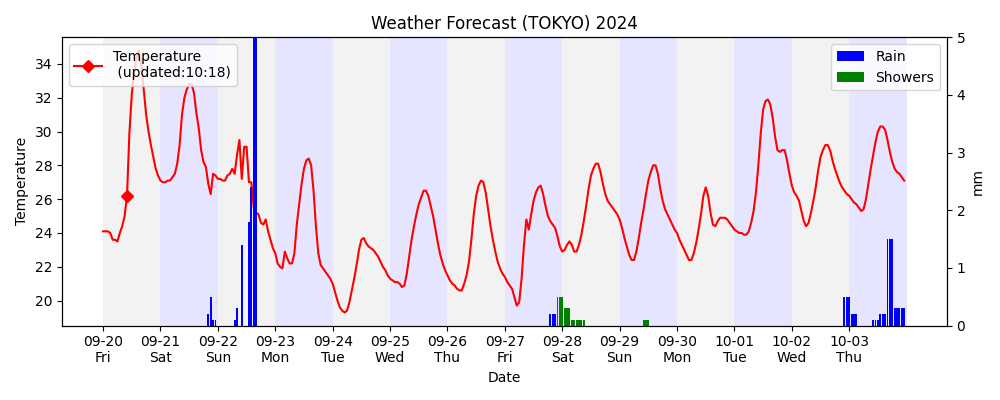 Weather Forecast (TOKYO) 2024
Temperature
(updated:10:18)
Rain
Showers
Temperature
34
32
30
28
26
24
22
20
5
4
3
2
1
0
mm
09-20 09-21 09-22 09-23 09-24 09-25 09-26 09-27 09-28 09-29 09-30 10-01 10-02 10-03
Fri Sat Sun Mon Tue Wed Thu Fri Sat Sun Mon Tue Wed Thu
Date